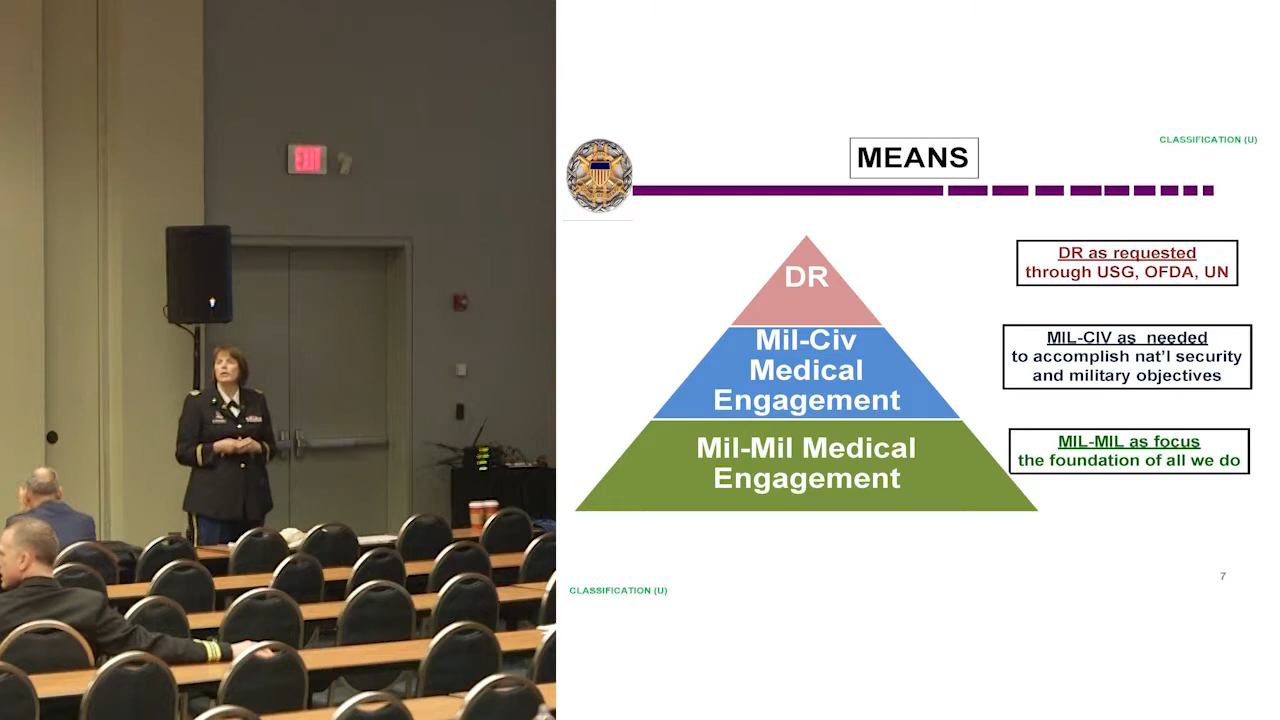 EXIT
CLASSIFICATION (U)
MEANS
DR
DR as requested
through USG, OFDA, UN
Mil-Civ
Medical
Engagement
MIL-CIV as  needed
to accomplish nat'l security
and military objectives
Mil-Mil Medical
Engagement
MIL-MIL as focus
the foundation of all we do
7
CLASSIFICATION (U)